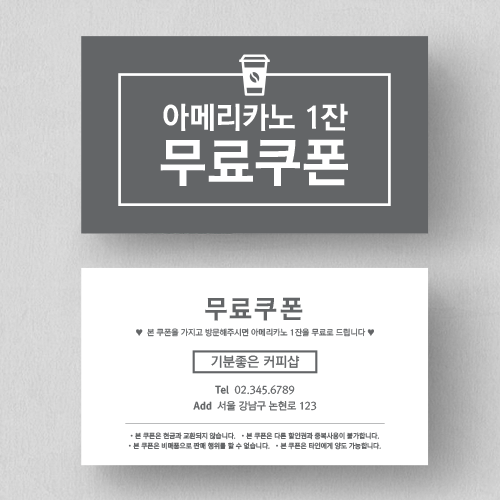 아메리카노 1잔
무료쿠폰
무료쿠폰
♥ 본 쿠폰을 가지고 방문해주시면 아메리카노 1잔을 무료로 드립니다 ♥
기분좋은 커피샵
Tel 02.345.6789
Add 서울 강남구 논현로 123
• 본 쿠폰은 현금과 교환되지 않습니다. • 본 쿠폰은 다른 할인권과 중복사용이 불가합니다.
• 본 쿠폰은 비매품으로 판매 행위를 할 수 없습니다. • 본 쿠폰은 타인에게 양도 가능합니다.